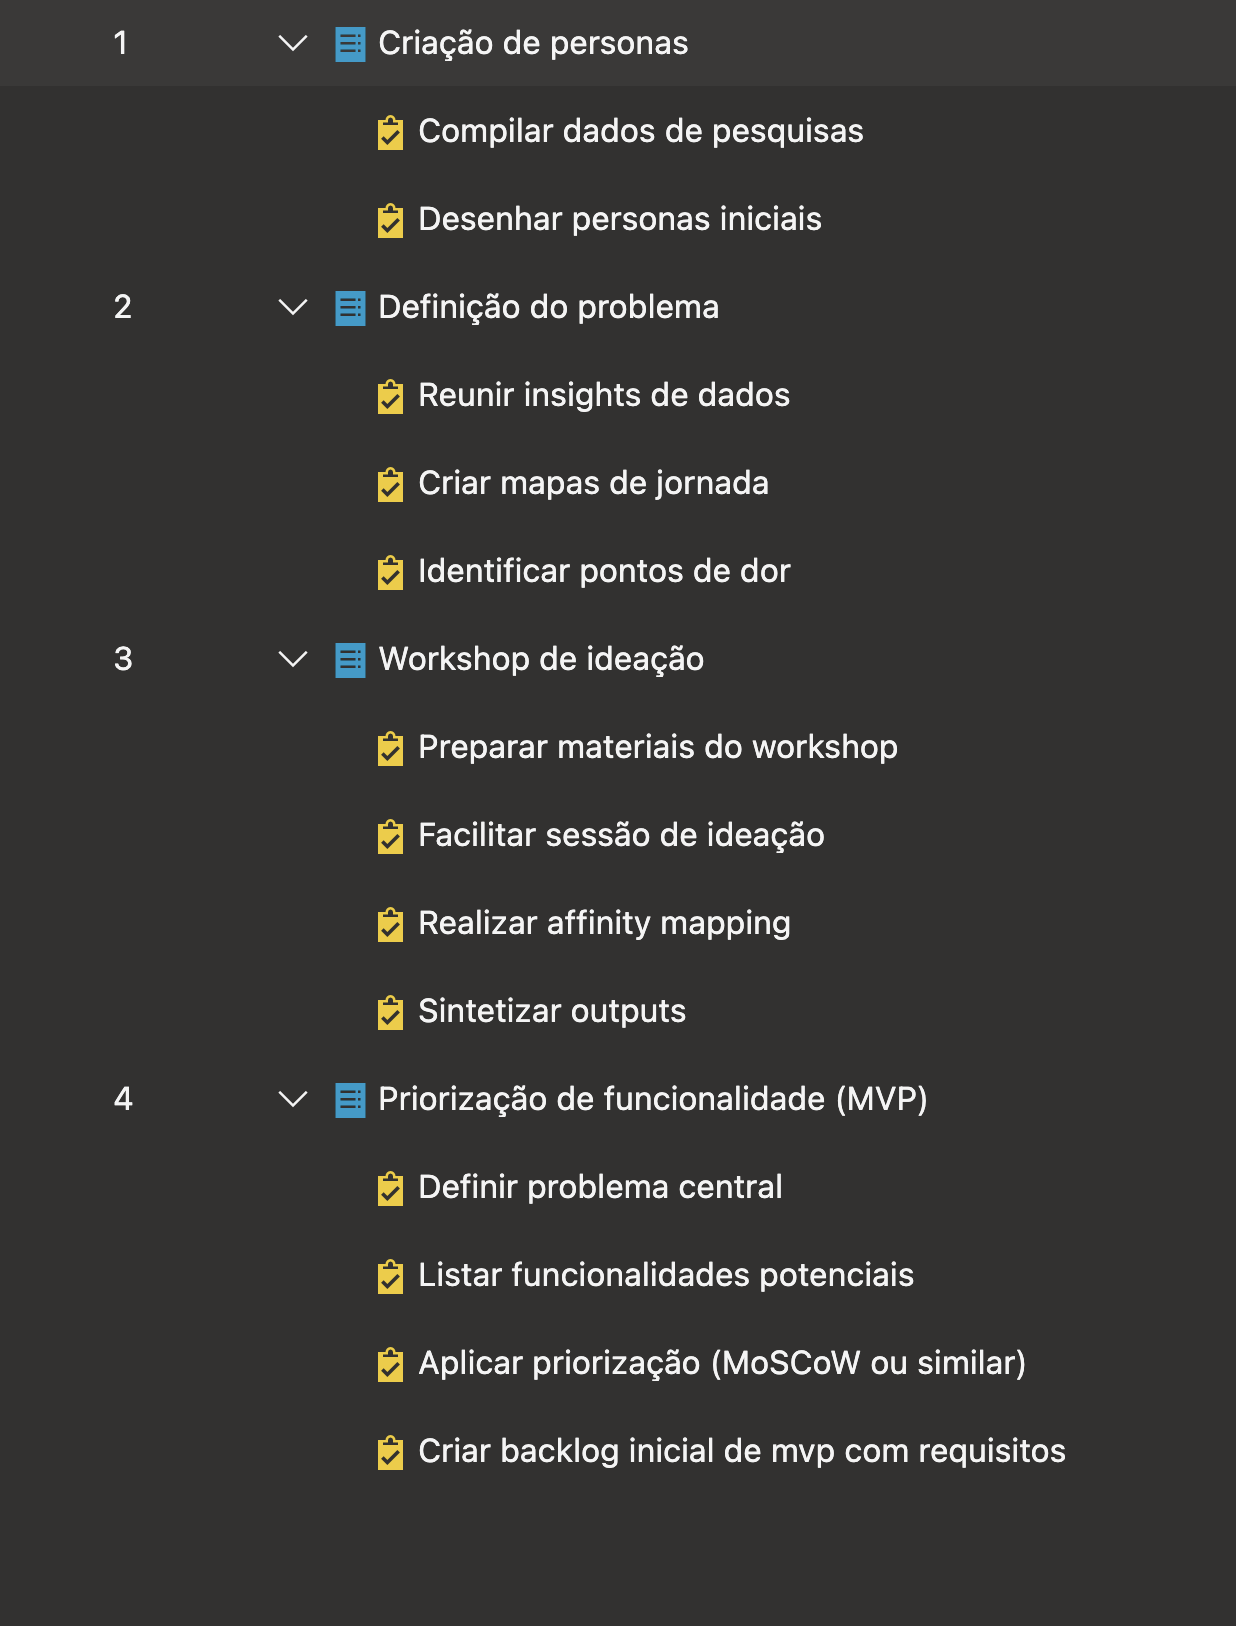 1 Criação de personas
Compilar dados de pesquisas
Desenhar personas iniciais
2 Definição do problema
Reunir insights de dados
Criar mapas de jornada
Identificar pontos de dor
3 Workshop de ideação
Preparar materiais do workshop
Facilitar sessão de ideação
Realizar affinity mapping
Sintetizar outputs
4 Priorização de funcionalidade (MVP)
Definir problema central
Listar funcionalidades potenciais
Aplicar priorização (MoSCoW ou similar)
Criar backlog inicial de mvp com requisitos